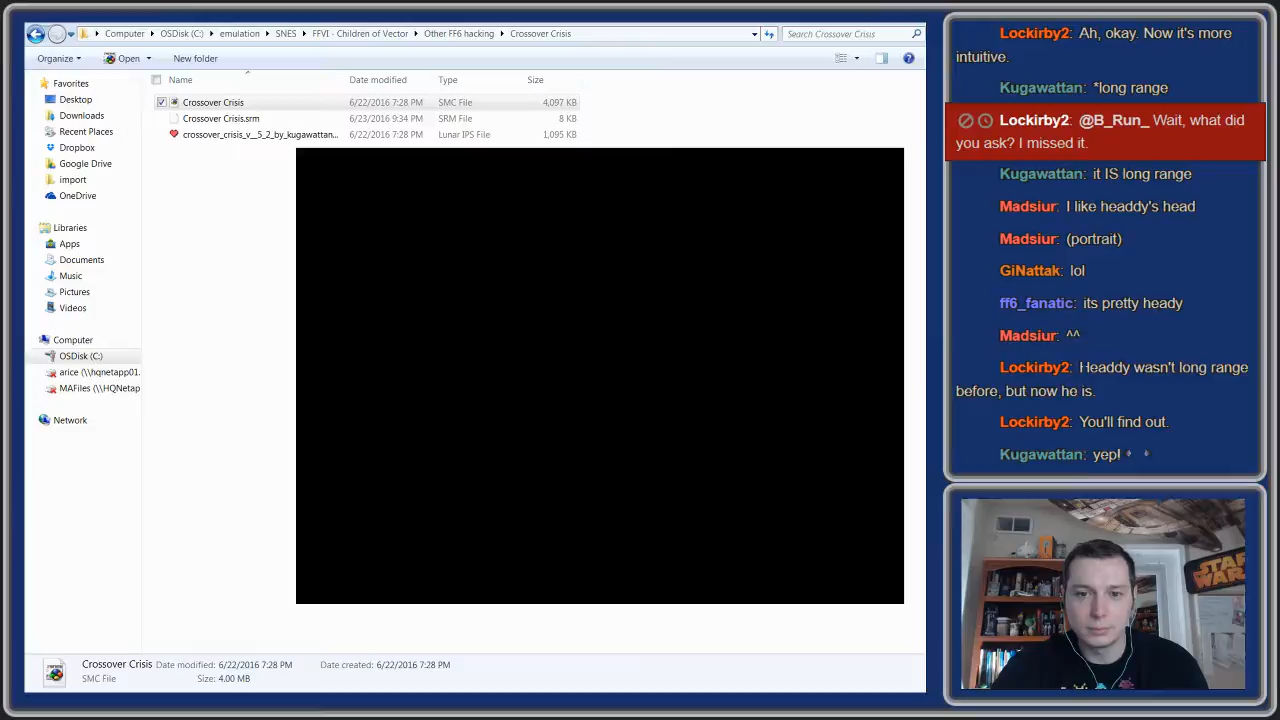 Computer OSDisk (C:) emulation SNES FFVI - Children of Vector Other FF6 hacking Crossover Crisis Search Crossover Crisis
Organize Open New folder
Name Date modified Type Size
Crossover Crisis 6/22/2016 7:28 PM SMC File 4,097 KB
Crossover Crisis.srm 6/23/2016 9:34 PM SRM File 8 KB
crossover_crisis_v__5_2_by_kugawattan... 6/22/2016 7:28 PM Lunar IPS File 1,095 KB
Favorites
Desktop
Downloads
Recent Places
Dropbox
Google Drive
import
OneDrive
Libraries
Apps
Documents
Music
Pictures
Videos
Computer
OSDisk (C:)
arice (\\hqnetapp01.
MAFiles (\\HQNetap
Network
Crossover Crisis Date modified: 6/22/2016 7:28 PM Date created: 6/22/2016 7:28 PM
SMC File Size: 4.00 MB
Lockirby2: Ah, okay. Now it's more
intuitive.
Kugawattan: *long range
Lockirby2: @B_Run_ Wait, what did
you ask? I missed it.
Kugawattan: it IS long range
Madsiur: I like headdy's head
Madsiur: (portrait)
GiNattak: lol
ff6_fanatic: its pretty heady
Madsiur: ^^
Lockirby2: Headdy wasn't long range
before, but now he is.
Lockirby2: You'll find out.
Kugawattan: yep!
STAR
WARS